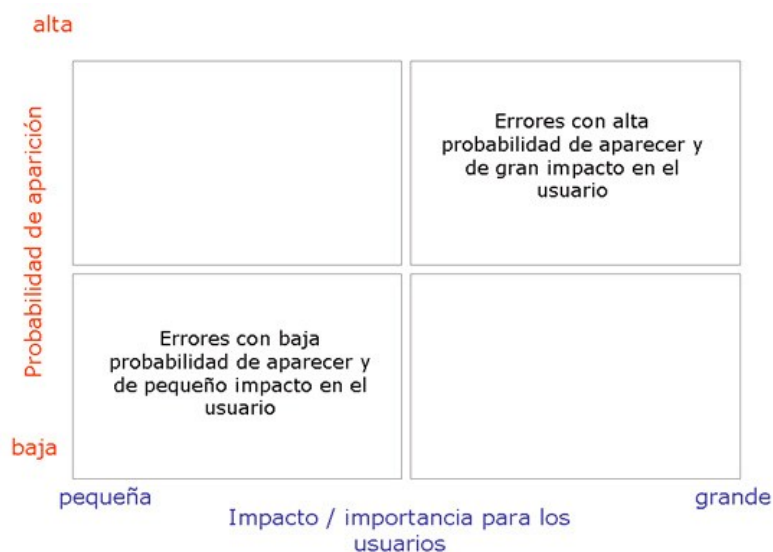 alta
Probabilidad de aparición
Errores con alta
probabilidad de aparecer y
de gran impacto en el
usuario
Errores con baja
probabilidad de aparecer y
de pequeño impacto en el
usuario
baja
pequeña
grande
Impacto / importancia para los
usuarios